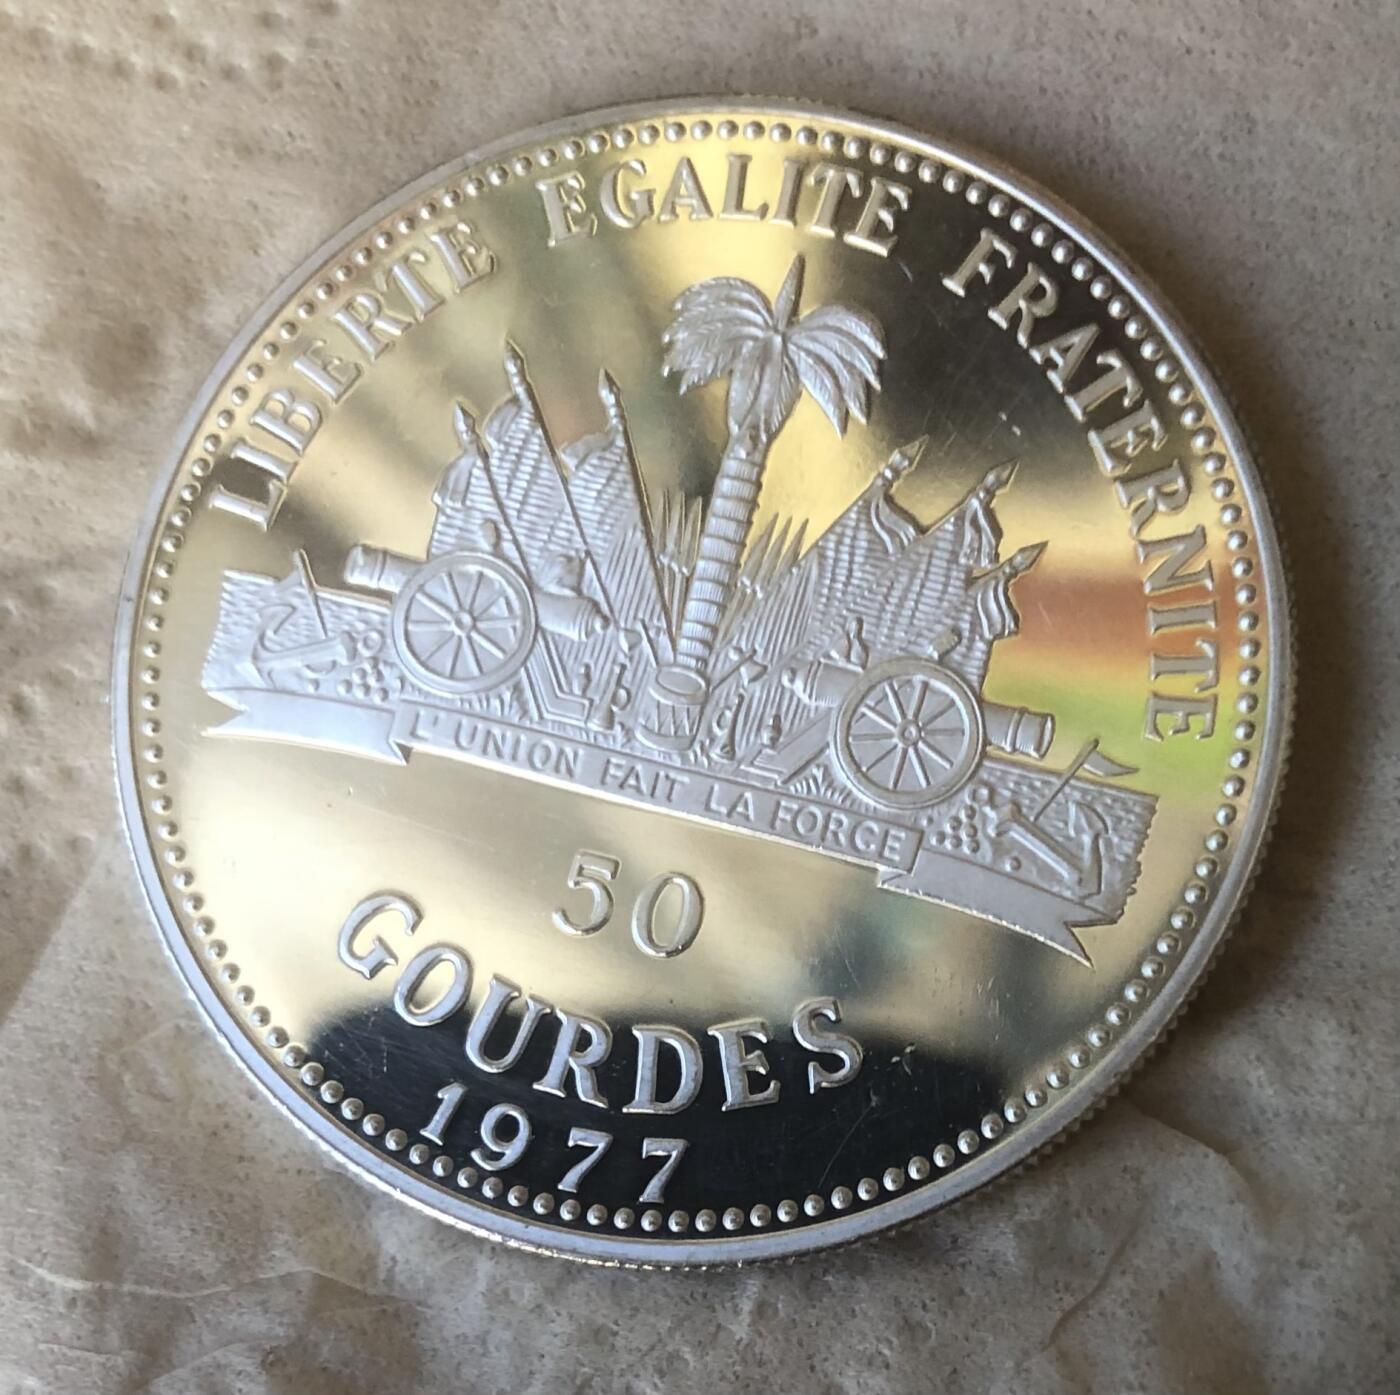 LIBERTE EGALITE FRATERNITE
L'UNION FAIT LA FORCE
50
GOURDES
1977